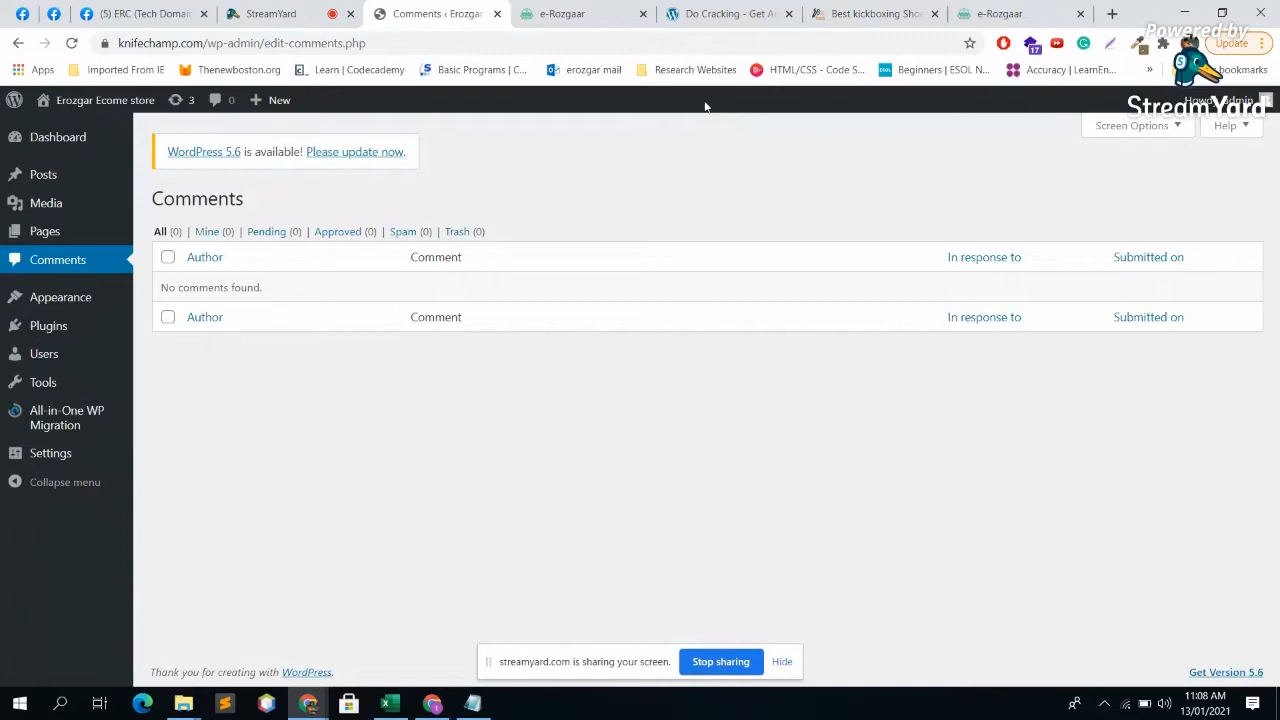 (5) ERC (Tech Domain
StreamYard
Comments ‹ Erozgar
e-Rozgaar
Do Cracking - Get A
Best kickboxing Sho
e-Rozgaar
Powered by
StreamYard
knifechamp.com/wp-admin/edit-comments.php
17
Update
Apps
Imported From IE
Thenewboston.org
Learn | Codecademy
Basic Programs | C...
erozgar mail
Research Websites
HTML/CSS - Code S...
ESOL
Beginners | ESOL N...
Accuracy | LearnEn...
»
bookmarks
Erozgar Ecome store
3
0
New
Howdy, admin
Screen Options
Help
Dashboard
Posts
Media
Pages
Comments
Appearance
Plugins
Users
Tools
All-in-One WP
Migration
Settings
Collapse menu
WordPress 5.6 is available! Please update now.
Comments
All (0) | Mine (0) | Pending (0) | Approved (0) | Spam (0) | Trash (0)
Author Comment In response to Submitted on
No comments found.
Author Comment In response to Submitted on
streamyard.com is sharing your screen.
Stop sharing
Hide
Thank you for creating with WordPress.
Get Version 5.6
11:08 AM
13/01/2021